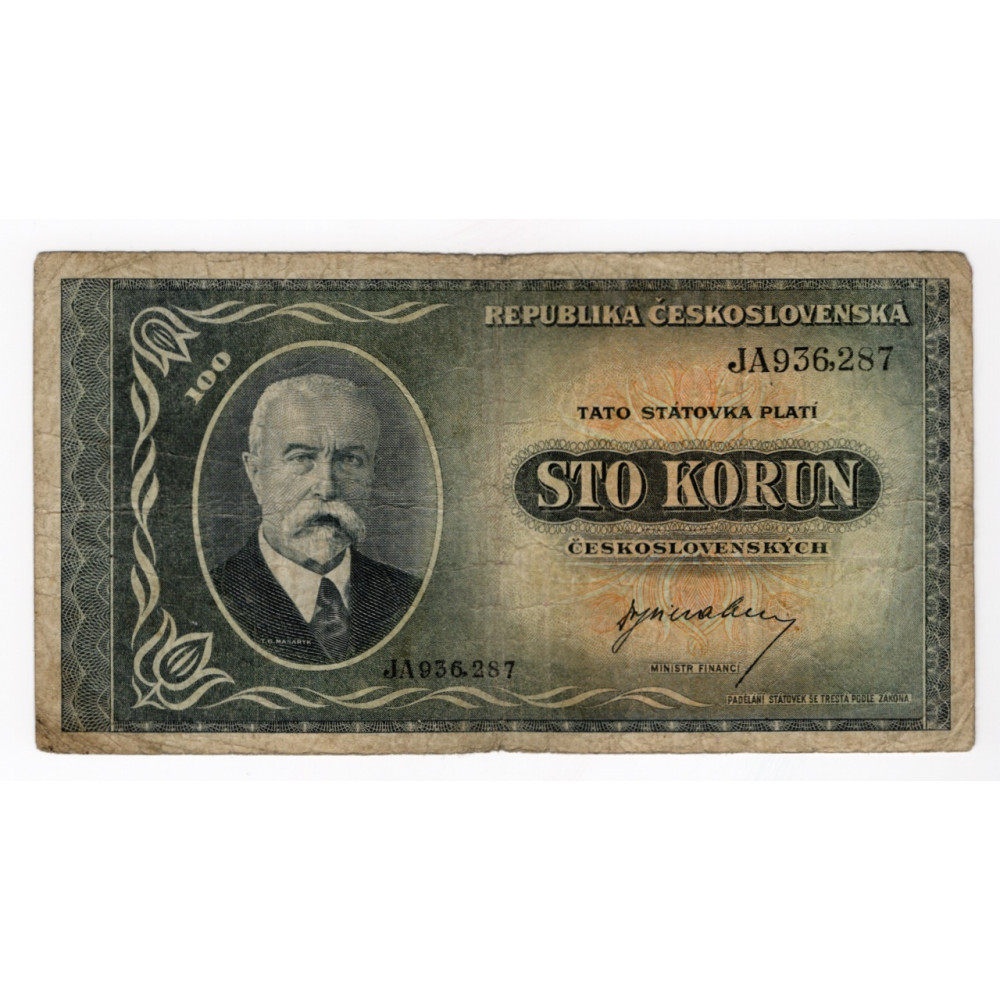 REPUBLIKA ČESKOSLOVENSKÁ
100
JA936,287
TATO STÁTOVKA PLATÍ
STO KORUN
ČESKOSLOVENSKÝCH
T. G. MASARYK
JA936,287
MINISTR FINANCÍ
PADĚLÁNÍ STÁTOVEK SE TRESTÁ PODLE ZÁKONA